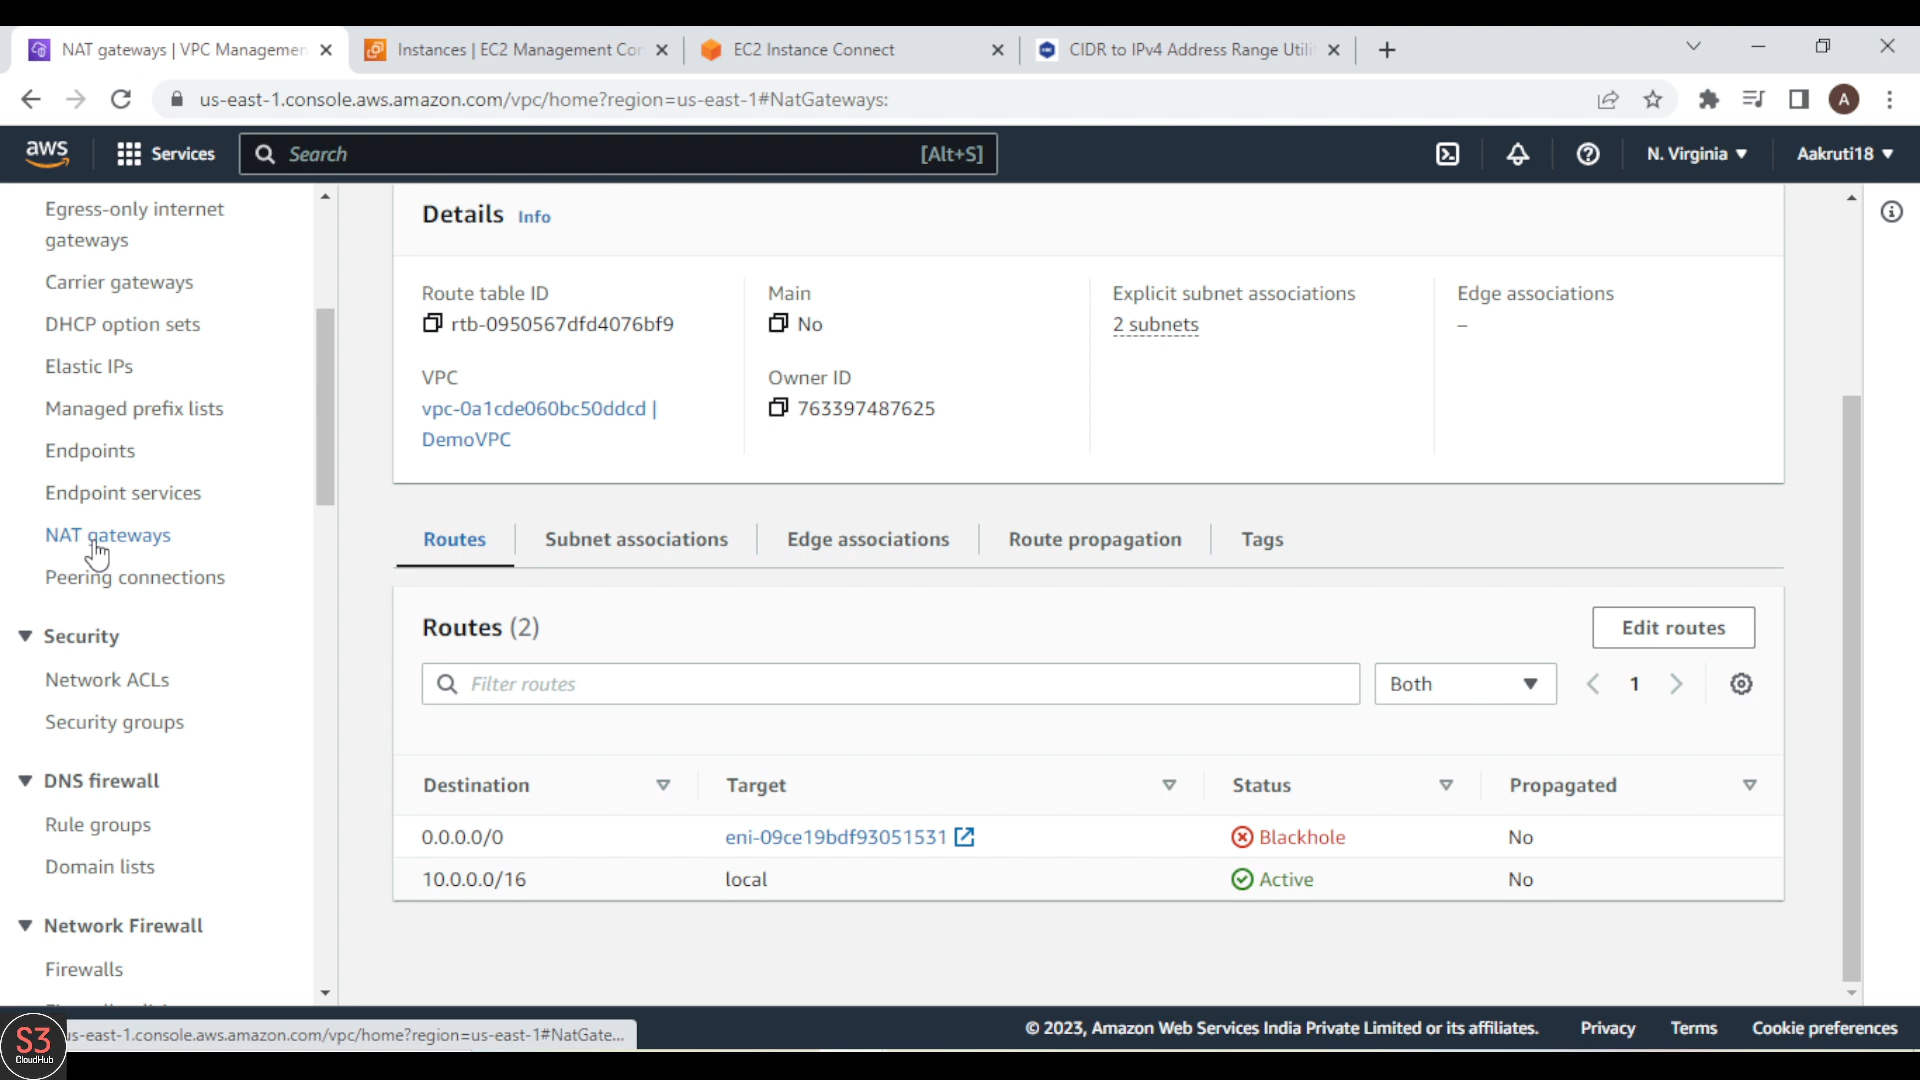 NAT gateways | VPC Managemen
Instances | EC2 Management Con
EC2 Instance Connect
CIDR to IPv4 Address Range Utili
us-east-1.console.aws.amazon.com/vpc/home?region=us-east-1#NatGateways:
A
aws
Services
Search
[Alt+S]
N. Virginia
Aakruti18
Egress-only internet
gateways
Carrier gateways
DHCP option sets
Elastic IPs
Managed prefix lists
Endpoints
Endpoint services
NAT gateways
Peering connections
Security
Network ACLs
Security groups
DNS firewall
Rule groups
Domain lists
Network Firewall
Firewalls
Details Info
Route table ID
rtb-0950567dfd4076bf9
Main
No
Explicit subnet associations
2 subnets
Edge associations
–
VPC
vpc-0a1cde060bc50ddcd |
DemoVPC
Owner ID
763397487625
Routes
Subnet associations
Edge associations
Route propagation
Tags
Routes (2)
Edit routes
Filter routes
Both
1
Destination
Target
Status
Propagated
0.0.0.0/0
eni-09ce19bdf93051531
Blackhole
No
10.0.0.0/16
local
Active
No
S3
CloudHub
us-east-1.console.aws.amazon.com/vpc/home?region=us-east-1#NatGate...
© 2023, Amazon Web Services India Private Limited or its affiliates.
Privacy
Terms
Cookie preferences